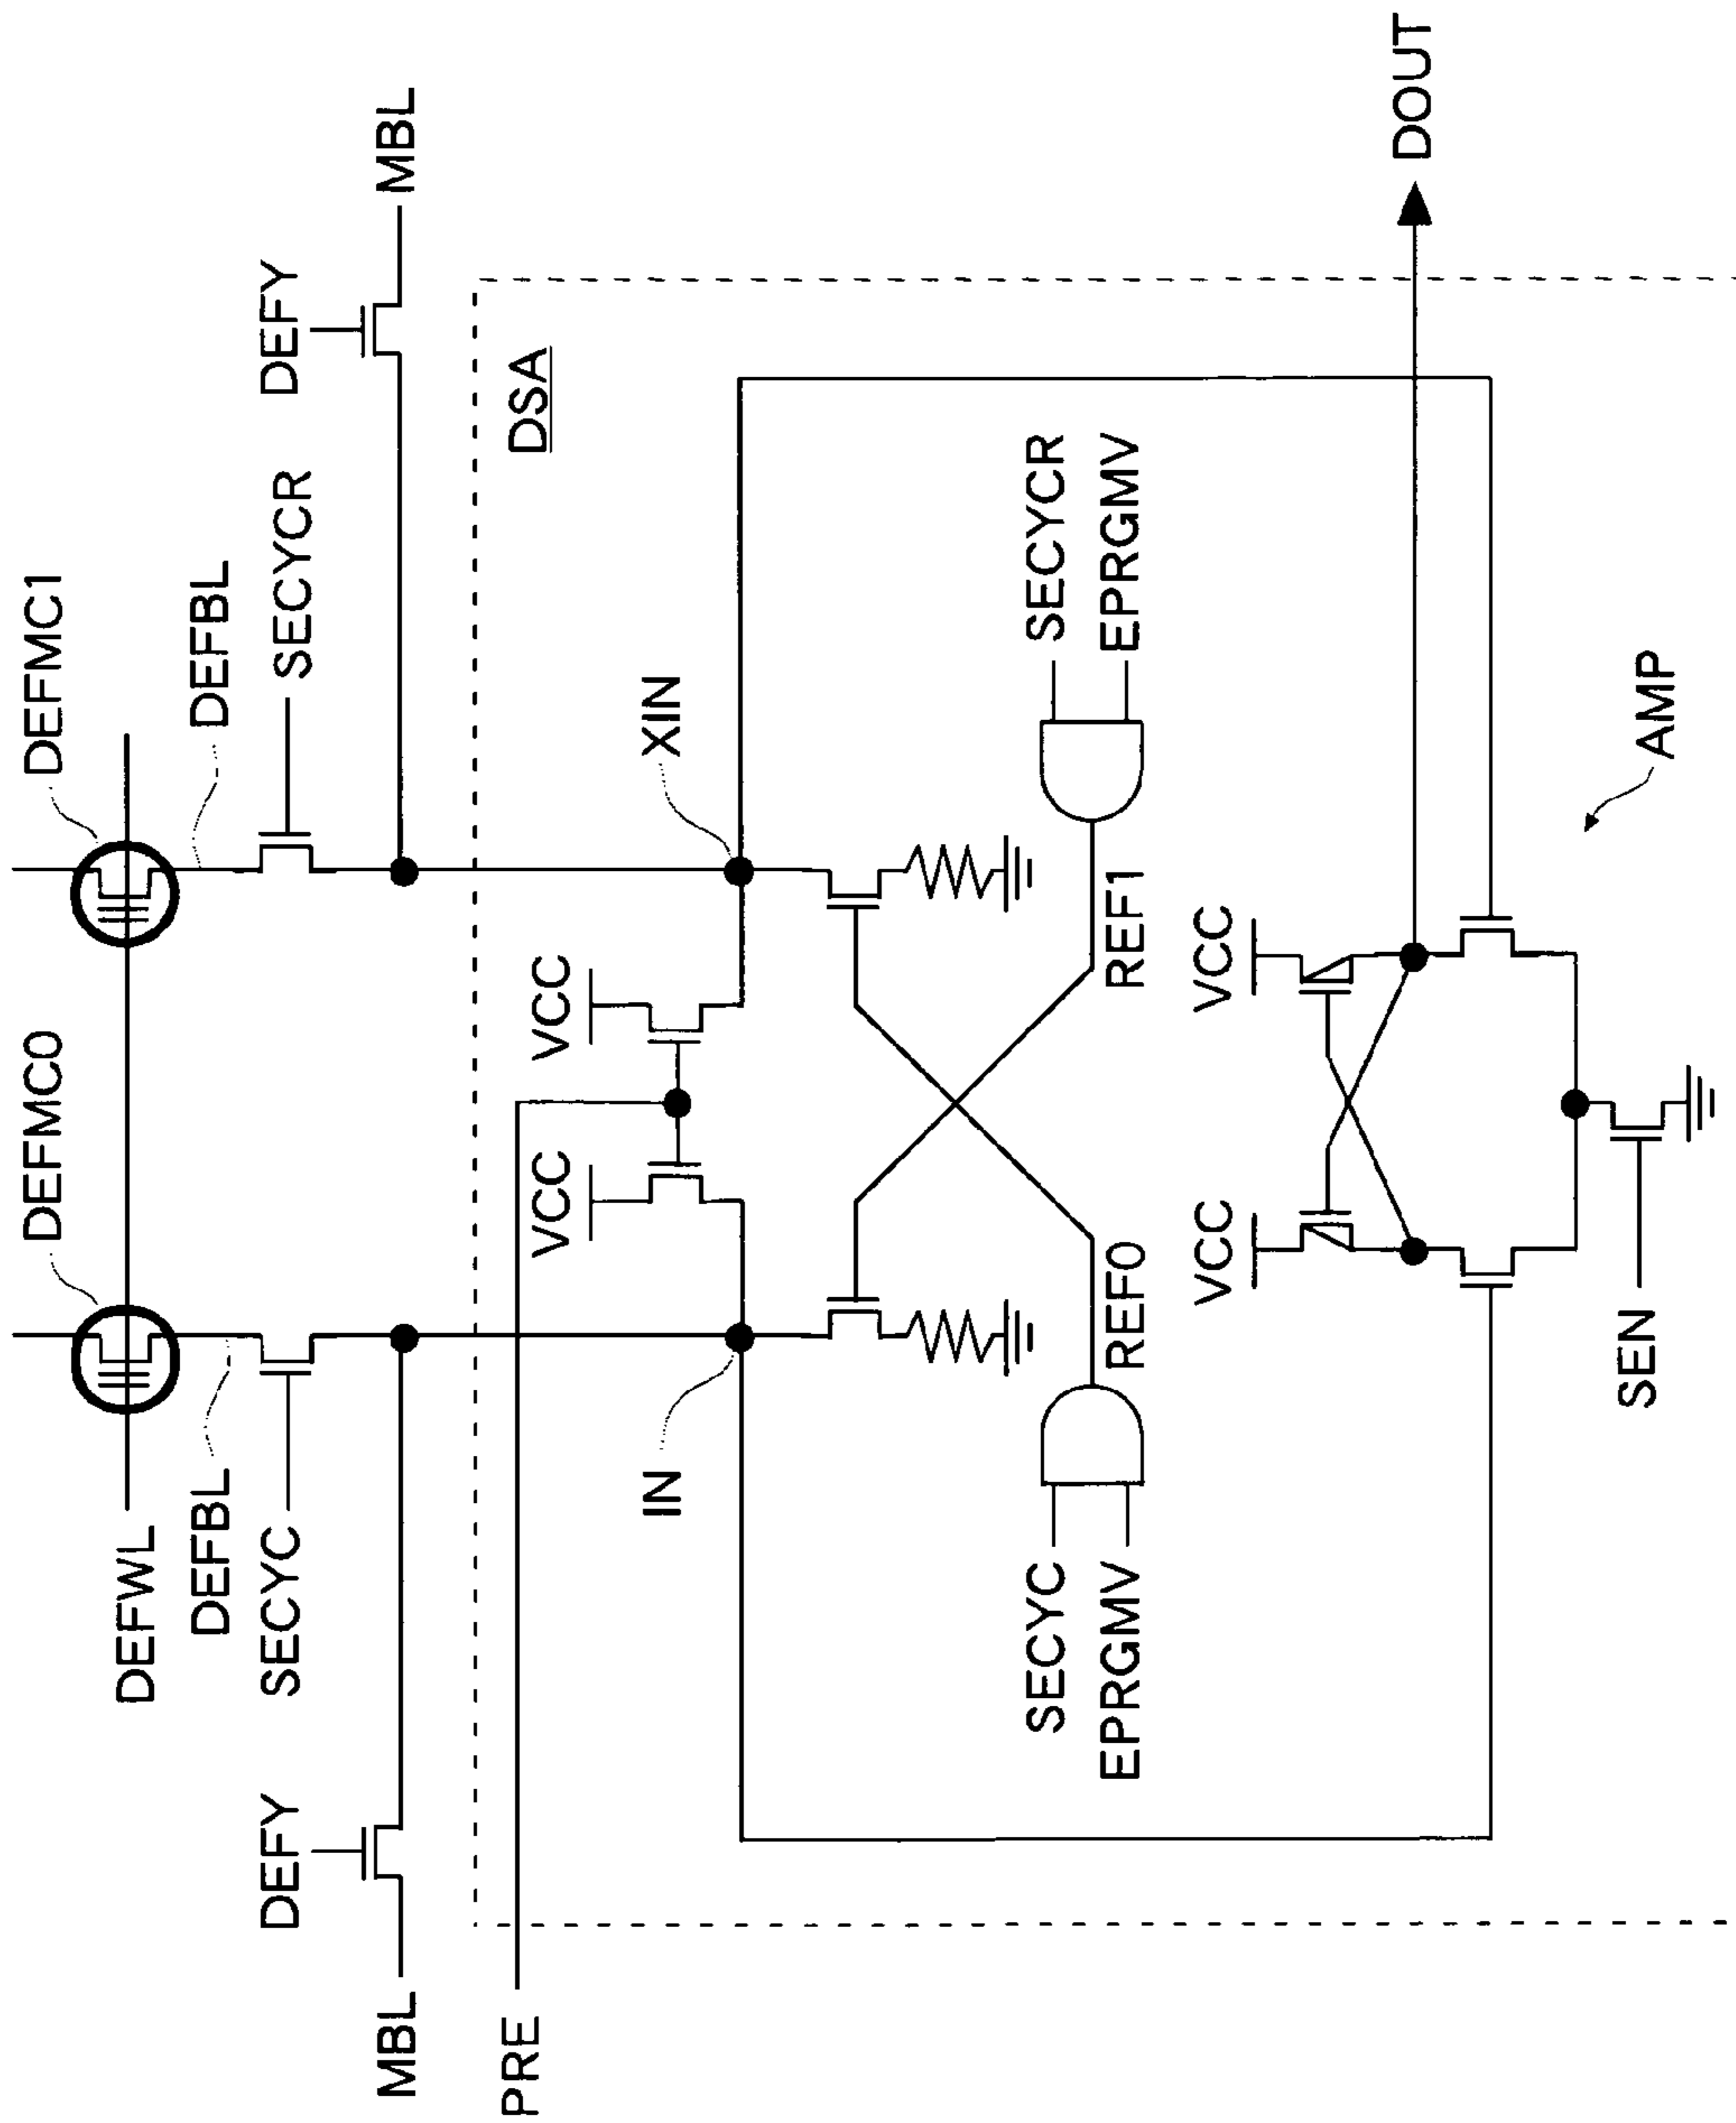 DEFMC0
DEFMC1
DEFWL
DEFBL
DEFBL
DEFY
SECYC
SECYCR
DEFY
MBL
MBL
PRE
DSA
VCC
VCC
IN
XIN
SECYC
EPRGMV
SECYCR
EPRGMV
REF0
REF1
VCC
VCC
DOUT
SEN
AMP